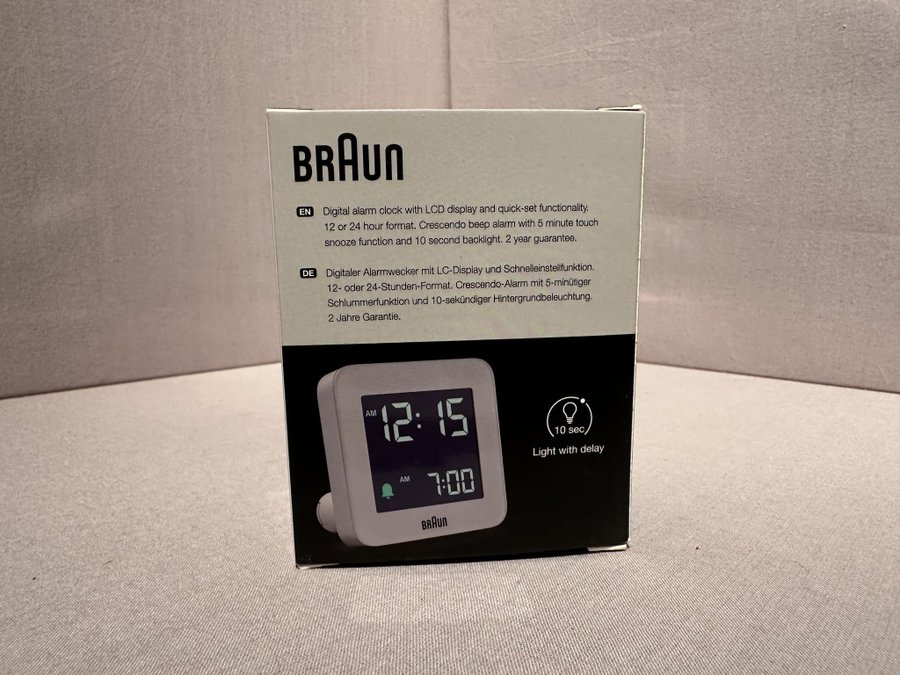 BRAUN
EN Digital alarm clock with LCD display and quick-set functionality.
12 or 24 hour format. Crescendo beep alarm with 5 minute touch
snooze function and 10 second backlight. 2 year guarantee.
DE Digitaler Alarmwecker mit LC-Display und Schnelleinstellfunktion.
12- oder 24-Stunden-Format. Crescendo-Alarm mit 5-minütiger
Schlummerfunktion und 10-sekündiger Hintergrundbeleuchtung.
2 Jahre Garantie.
AM 12:15
AM 7:00
BRAUN
10 sec
Light with delay